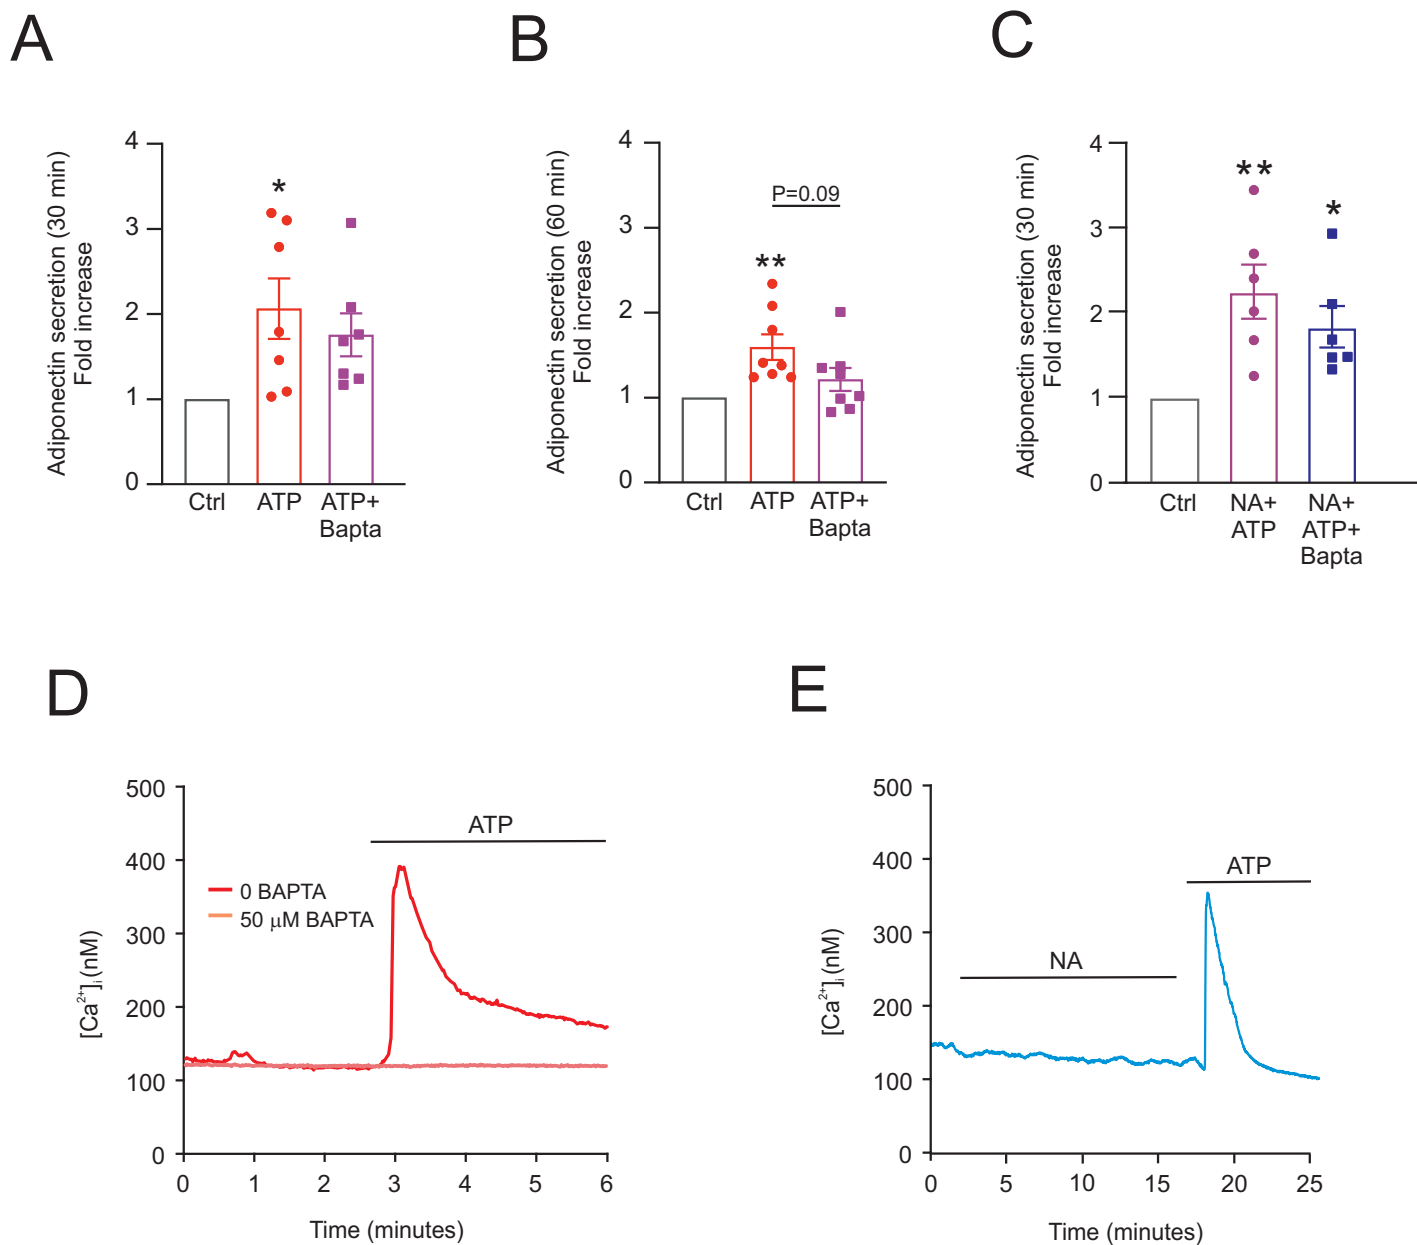 A
B
C
Adiponectin secretion (30 min)
Fold increase
4
3
2
1
0
*
Ctrl
ATP
ATP+
Bapta
Adiponectin secretion (60 min)
Fold increase
4
3
2
1
0
**
P=0.09
Ctrl
ATP
ATP+
Bapta
Adiponectin secretion (30 min)
Fold increase
4
3
2
1
0
**
*
Ctrl
NA+
ATP
NA+
ATP+
Bapta
D
E
[Ca²⁺]ᵢ (nM)
500
400
300
200
100
0
ATP
0 BAPTA
50 μM BAPTA
0 1 2 3 4 5 6
Time (minutes)
[Ca²⁺]ᵢ (nM)
500
400
300
200
100
0
NA
ATP
0 5 10 15 20 25
Time (minutes)